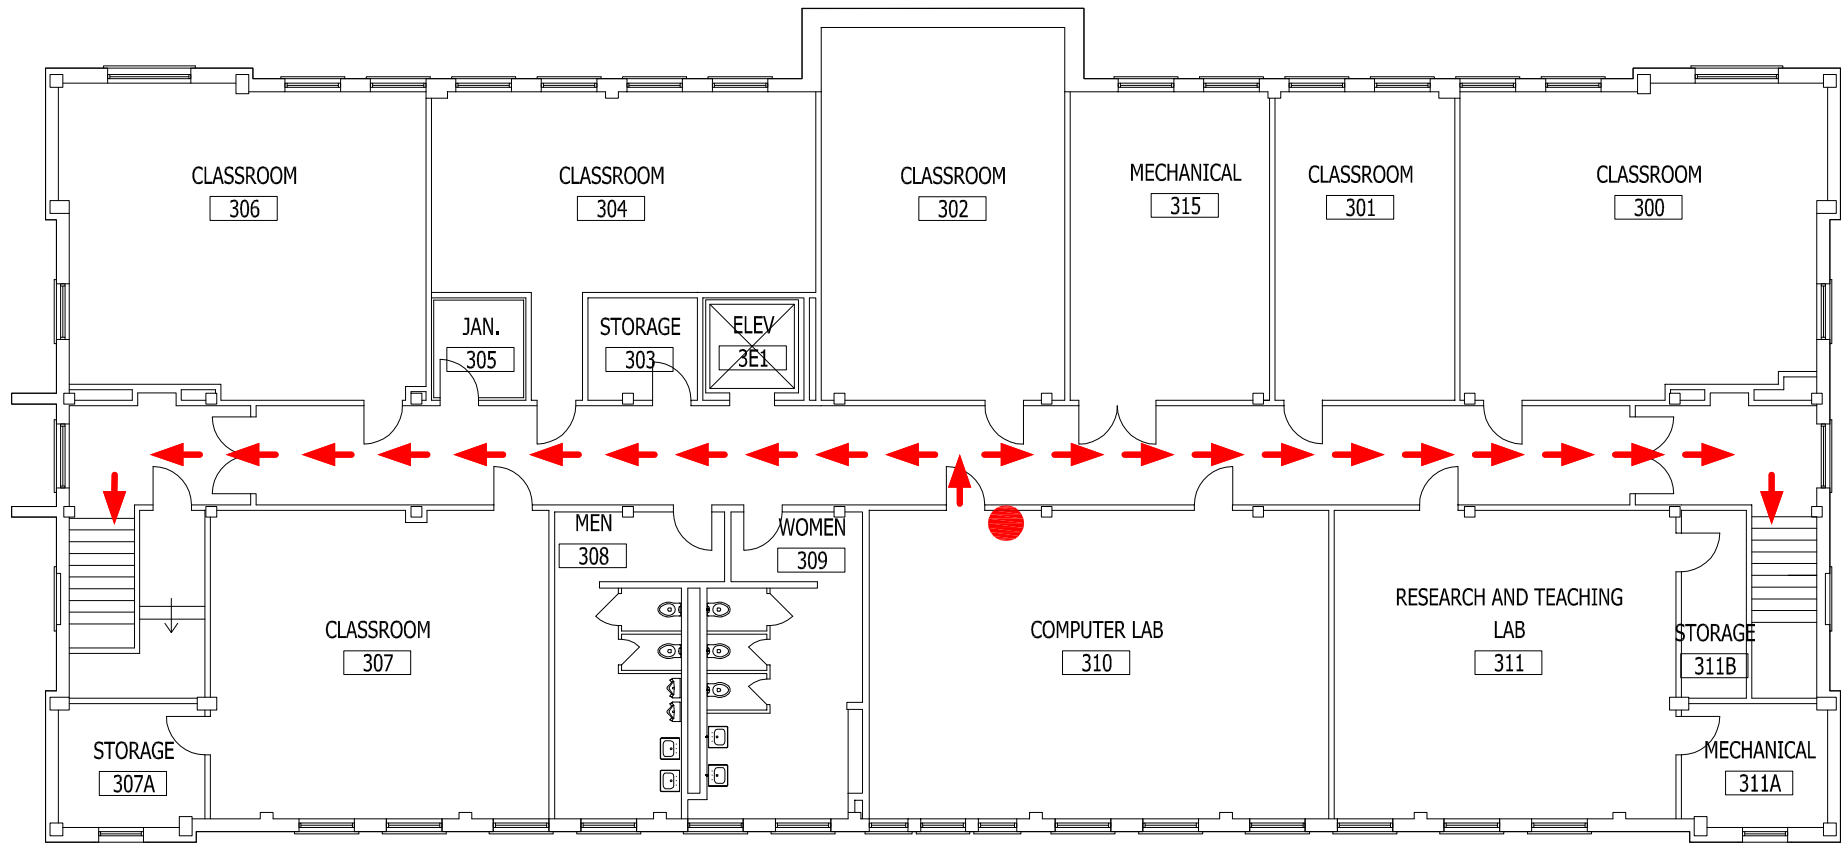 CLASSROOM
306
CLASSROOM
304
CLASSROOM
302
MECHANICAL
315
CLASSROOM
301
CLASSROOM
300
JAN.
305
STORAGE
303
ELEV
3E1
MEN
308
WOMEN
309
CLASSROOM
307
COMPUTER LAB
310
RESEARCH AND TEACHING
LAB
311
STORAGE
311B
STORAGE
307A
MECHANICAL
311A